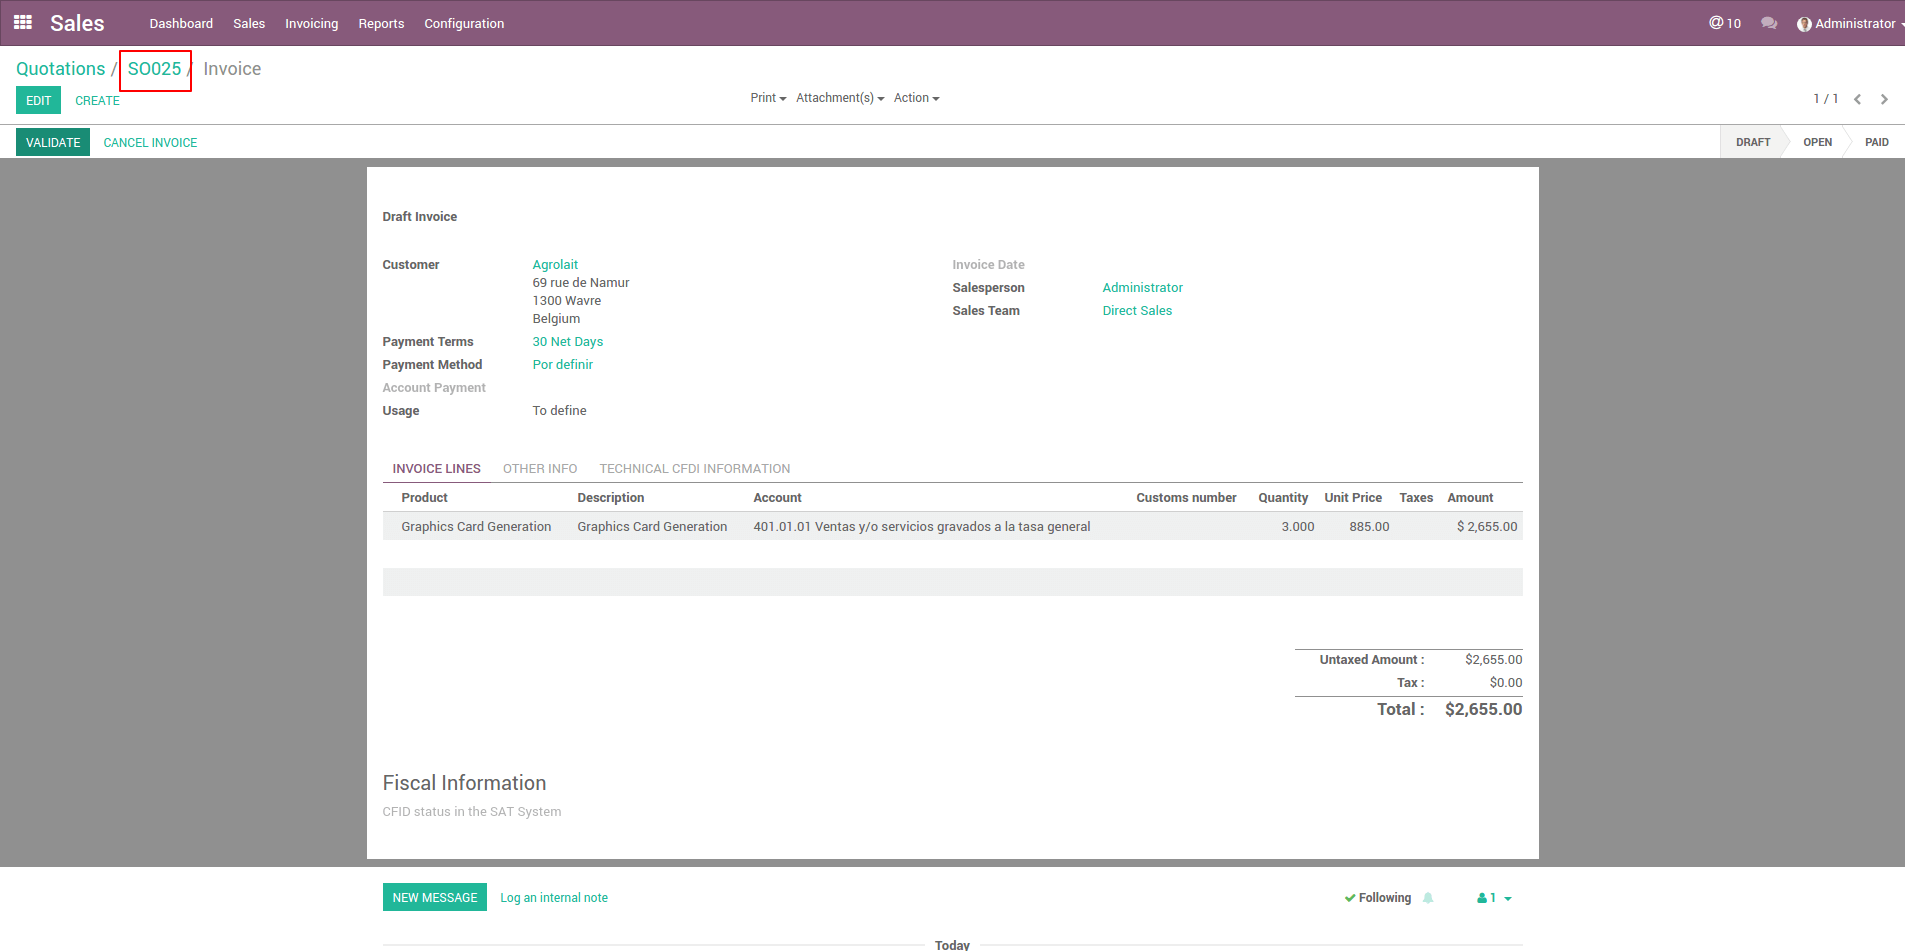 Sales Dashboard Sales Invoicing Reports Configuration @ 10 Administrator
Quotations / SO025 / Invoice
EDIT CREATE Print Attachment(s) Action 1 / 1
VALIDATE CANCEL INVOICE DRAFT OPEN PAID
Draft Invoice
Customer Agrolait Invoice Date
69 rue de Namur
Salesperson Administrator
1300 Wavre
Sales Team Direct Sales
Belgium
Payment Terms 30 Net Days
Payment Method Por definir
Account Payment
Usage To define
INVOICE LINES OTHER INFO TECHNICAL CFDI INFORMATION
Product Description Account Customs number Quantity Unit Price Taxes Amount
Graphics Card Generation Graphics Card Generation 401.01.01 Ventas y/o servicios gravados a la tasa general 3.000 885.00 $ 2,655.00
Untaxed Amount : $2,655.00
Tax : $0.00
Total : $2,655.00
Fiscal Information
CFID status in the SAT System
NEW MESSAGE Log an internal note Following 1
Today